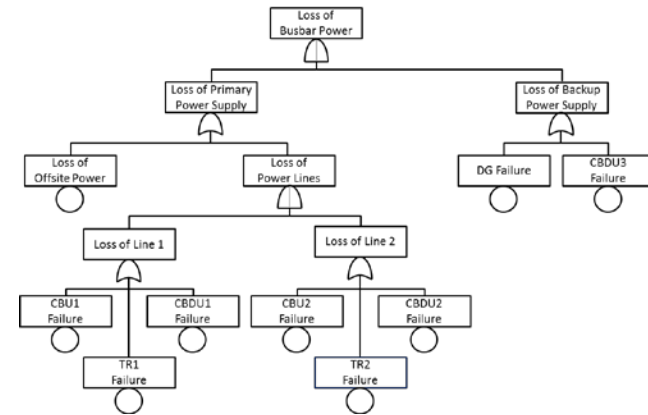 Loss of
Busbar Power
Loss of Primary
Power Supply
Loss of Backup
Power Supply
Loss of
Offsite Power
Loss of
Power Lines
DG Failure
CBDU3
Failure
Loss of Line 1
Loss of Line 2
CBU1
Failure
CBDU1
Failure
CBU2
Failure
CBDU2
Failure
TR1
Failure
TR2
Failure